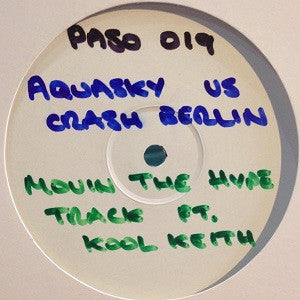 PASO 019
AQUASKY VS
CRASH BERLIN
MOVIN THE HYPE
TRACK FT.
KOOL KEITH